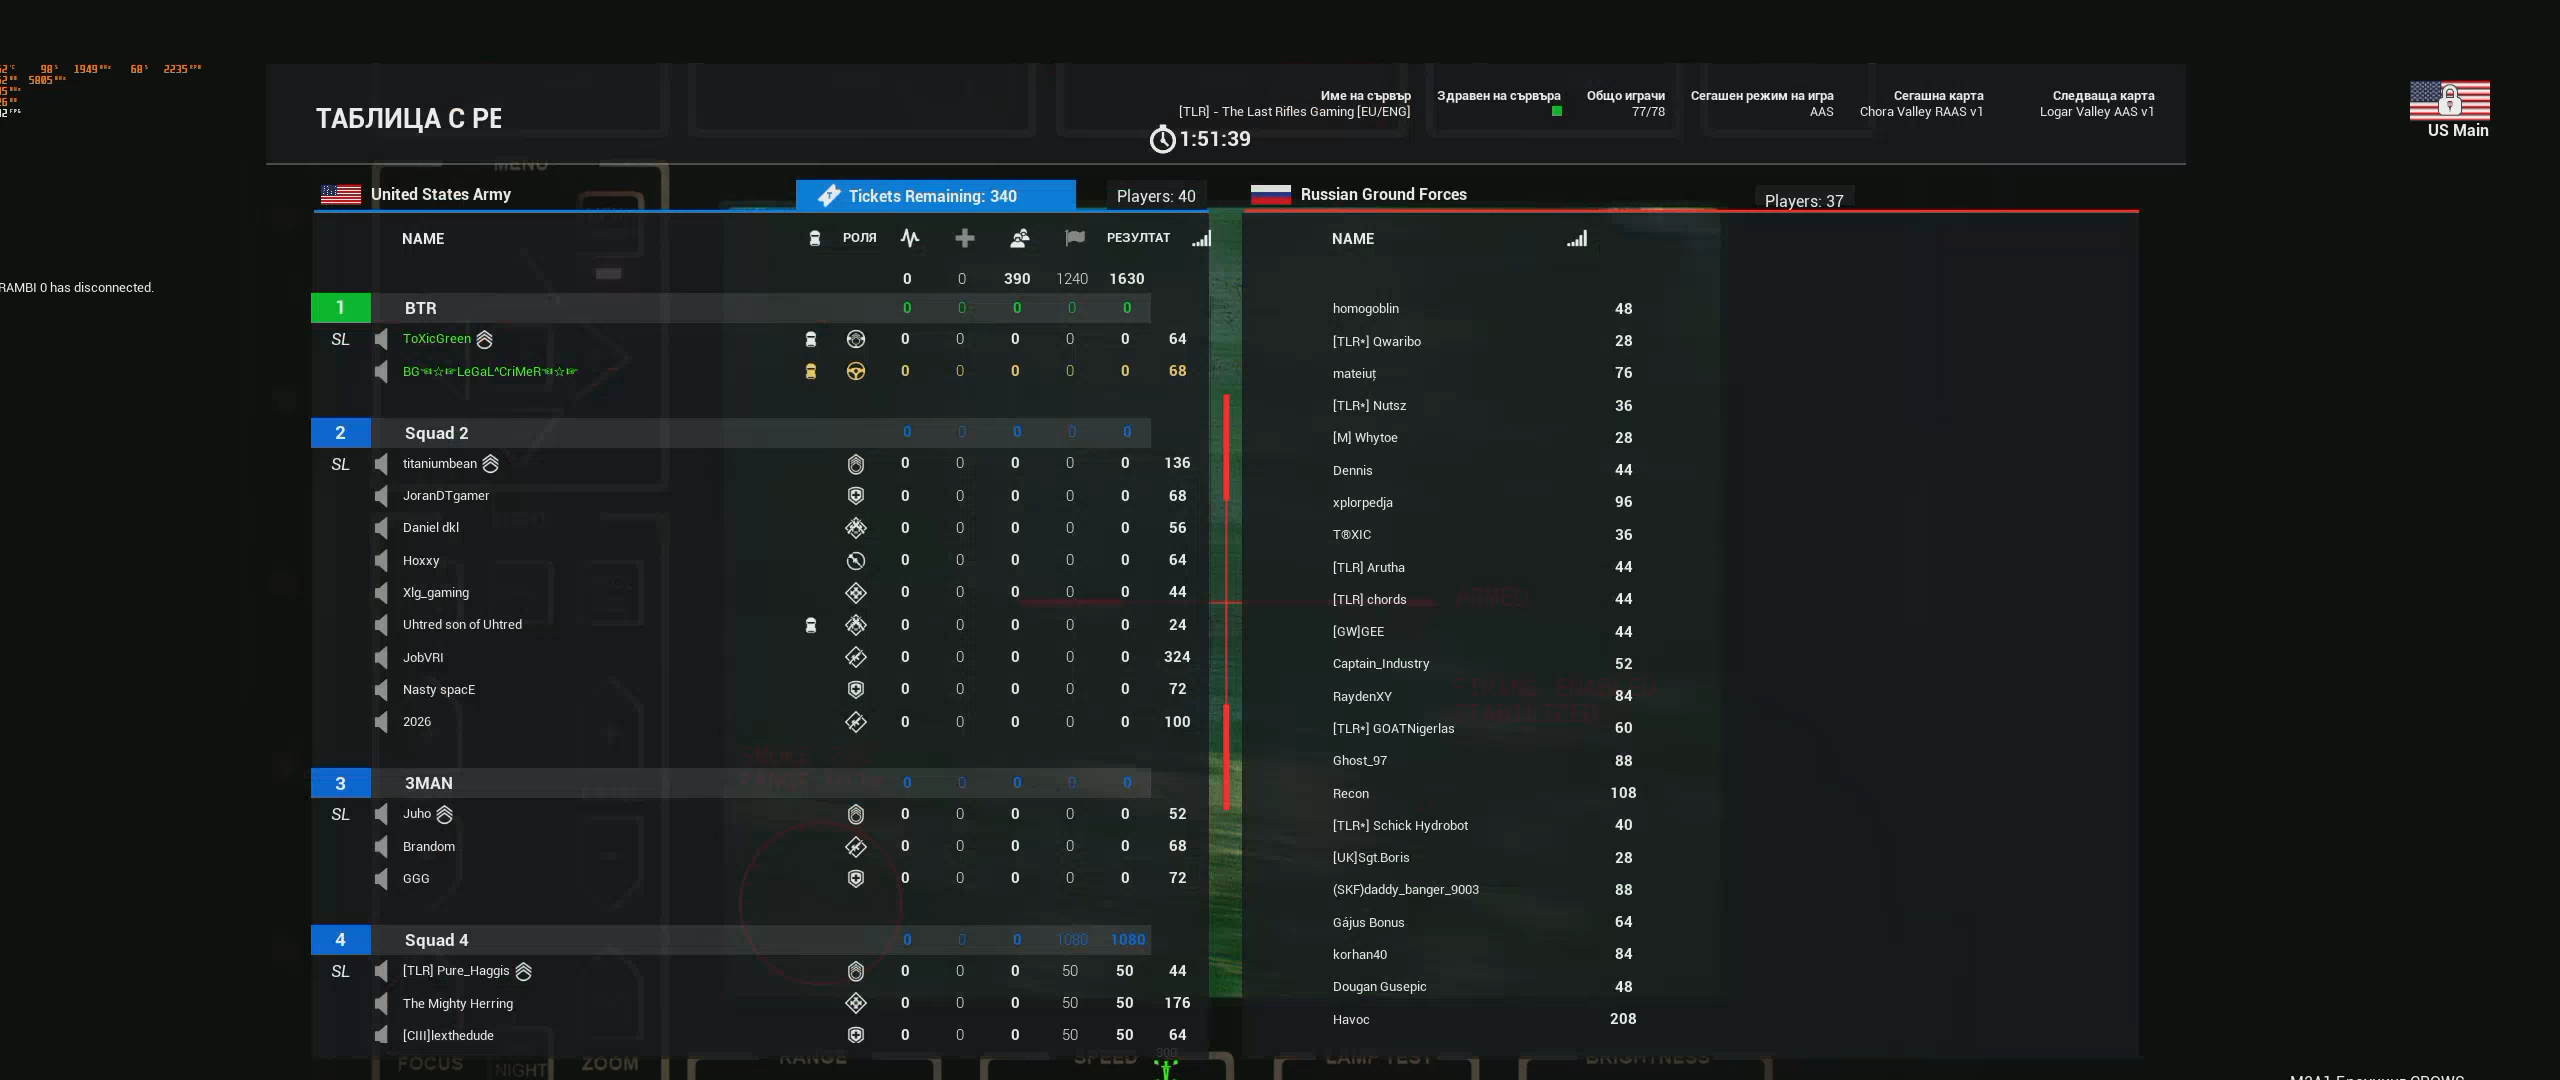 98 1949 68 2235
5805
ТАБЛИЦА С РЕ
Име на сървър Здравен на сървъра Общо играчи Сегашен режим на игра Сегашна карта Следваща карта
[TLR] - The Last Rifles Gaming [EU/ENG] 77/78 AAS Chora Valley RAAS v1 Logar Valley AAS v1
1:51:39
US Main
MENU
United States Army Tickets Remaining: 340 Players: 40
Russian Ground Forces Players: 37
RAMBI 0 has disconnected.
NAME РОЛЯ РЕЗУЛТАТ
0 0 390 1240 1630
1 BTR 0 0 0 0 0
SL ToXicGreen 0 0 0 0 0 64
BG☜☆☞LeGaL^CriMeR☜☆☞ 0 0 0 0 0 68
2 Squad 2 0 0 0 0 0
SL titaniumbean 0 0 0 0 0 136
JoranDTgamer 0 0 0 0 0 68
Daniel dkl 0 0 0 0 0 56
Hoxxy 0 0 0 0 0 64
Xlg_gaming 0 0 0 0 0 44
Uhtred son of Uhtred 0 0 0 0 0 24
JobVRI 0 0 0 0 0 324
Nasty spacE 0 0 0 0 0 72
2026 0 0 0 0 0 100
3 3MAN 0 0 0 0 0
SL Juho 0 0 0 0 0 52
Brandom 0 0 0 0 0 68
GGG 0 0 0 0 0 72
4 Squad 4 0 0 0 1080 1080
SL [TLR] Pure_Haggis 0 0 0 50 50 44
The Mighty Herring 0 0 0 50 50 176
[CIII]lexthedude 0 0 0 50 50 64
NAME
homogoblin 48
[TLR*] Qwaribo 28
mateiuț 76
[TLR*] Nutsz 36
[M] Whytoe 28
Dennis 44
xplorpedja 96
T®XIC 36
[TLR] Arutha 44
[TLR] chords 44
[GW]GEE 44
Captain_Industry 52
RaydenXY 84
[TLR*] GOATNigerlas 60
Ghost_97 88
Recon 108
[TLR*] Schick Hydrobot 40
[UK]Sgt.Boris 28
(SKF)daddy_banger_9003 88
Gájus Bonus 64
korhan40 84
Dougan Gusepic 48
Havoc 208
FOCUS NIGHT ZOOM RANGE SPEED 300 LAMP TEST BRIGHTNESS